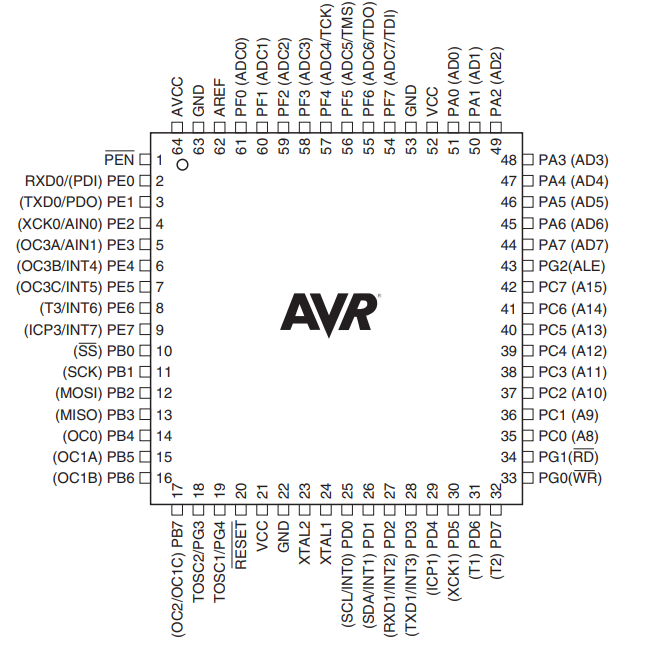 AVCC
GND
AREF
PF0 (ADC0)
PF1 (ADC1)
PF2 (ADC2)
PF3 (ADC3)
PF4 (ADC4/TCK)
PF5 (ADC5/TMS)
PF6 (ADC6/TDO)
PF7 (ADC7/TDI)
GND
VCC
PA0 (AD0)
PA1 (AD1)
PA2 (AD2)
64
63
62
61
60
59
58
57
56
55
54
53
52
51
50
49
PEN 1
RXD0/(PDI) PE0 2
(TXD0/PDO) PE1 3
(XCK0/AIN0) PE2 4
(OC3A/AIN1) PE3 5
(OC3B/INT4) PE4 6
(OC3C/INT5) PE5 7
(T3/INT6) PE6 8
(ICP3/INT7) PE7 9
(SS) PB0 10
(SCK) PB1 11
(MOSI) PB2 12
(MISO) PB3 13
(OC0) PB4 14
(OC1A) PB5 15
(OC1B) PB6 16
AVR®
48 PA3 (AD3)
47 PA4 (AD4)
46 PA5 (AD5)
45 PA6 (AD6)
44 PA7 (AD7)
43 PG2(ALE)
42 PC7 (A15)
41 PC6 (A14)
40 PC5 (A13)
39 PC4 (A12)
38 PC3 (A11)
37 PC2 (A10)
36 PC1 (A9)
35 PC0 (A8)
34 PG1(RD)
33 PG0(WR)
17
18
19
20
21
22
23
24
25
26
27
28
29
30
31
32
(OC2/OC1C) PB7
TOSC2/PG3
TOSC1/PG4
RESET
VCC
GND
XTAL2
XTAL1
(SCL/INT0) PD0
(SDA/INT1) PD1
(RXD1/INT2) PD2
(TXD1/INT3) PD3
(ICP1) PD4
(XCK1) PD5
(T1) PD6
(T2) PD7